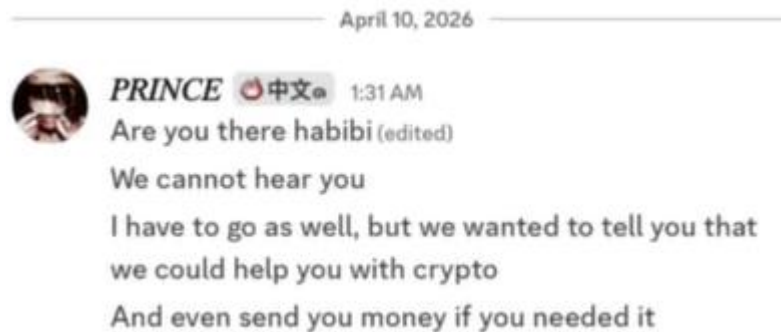 April 10, 2026
PRINCE 中文 1:31 AM
Are you there habibi (edited)
We cannot hear you
I have to go as well, but we wanted to tell you that
we could help you with crypto
And even send you money if you needed it